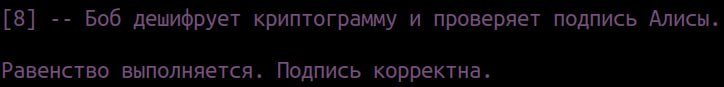 [8] -- Боб дешифрует криптограмму и проверяет подпись Алисы.
Равенство выполняется. Подпись корректна.